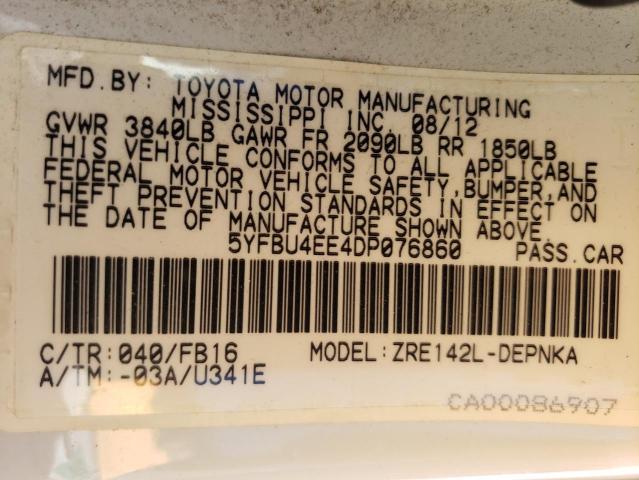 MFD.BY: TOYOTA MOTOR MANUFACTURING
MISSISSIPPI INC. 08/12
GVWR 3840LB GAWR FR 2090LB RR 1850LB
THIS VEHICLE CONFORMS TO ALL APPLICABLE
FEDERAL MOTOR VEHICLE SAFETY,BUMPER,AND
THEFT PREVENTION STANDARDS IN EFFECT ON
THE DATE OF MANUFACTURE SHOWN ABOVE.
5YFBU4EE4DP076860 PASS.CAR
C/TR:040/FB16 MODEL:ZRE142L-DEPNKA
A/TM:-03A/U341E
CA00086907